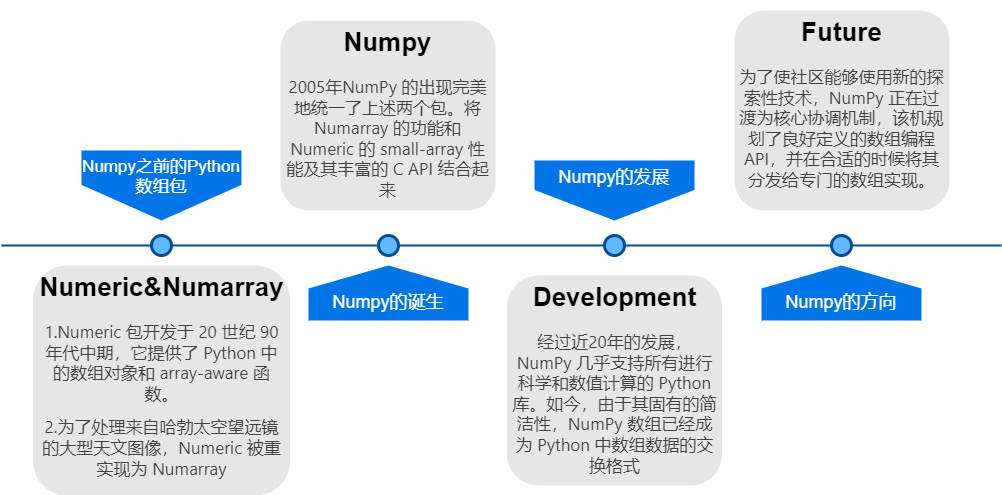 Numpy之前的Python
数组包
Numeric&Numarray
1.Numeric 包开发于 20 世纪 90
年代中期，它提供了 Python 中
的数组对象和 array-aware 函
数。
2.为了处理来自哈勃太空望远镜
的大型天文图像，Numeric 被重
实现为 Numarray
Numpy
2005年NumPy 的出现完美
地统一了上述两个包。将
Numarray 的功能和
Numeric 的 small-array 性
能及其丰富的 C API 结合起
来
Numpy的诞生
Numpy的发展
Development
经过近20年的发展，
NumPy 几乎支持所有进行
科学和数值计算的 Python
库。如今，由于其固有的简
洁性，NumPy 数组已经成
为 Python 中数组数据的交
换格式
Future
为了使社区能够使用新的探
索性技术，NumPy 正在过
渡为核心协调机制，该机规
划了良好定义的数组编程
API，并在合适的时候将其
分发给专门的数组实现。
Numpy的方向